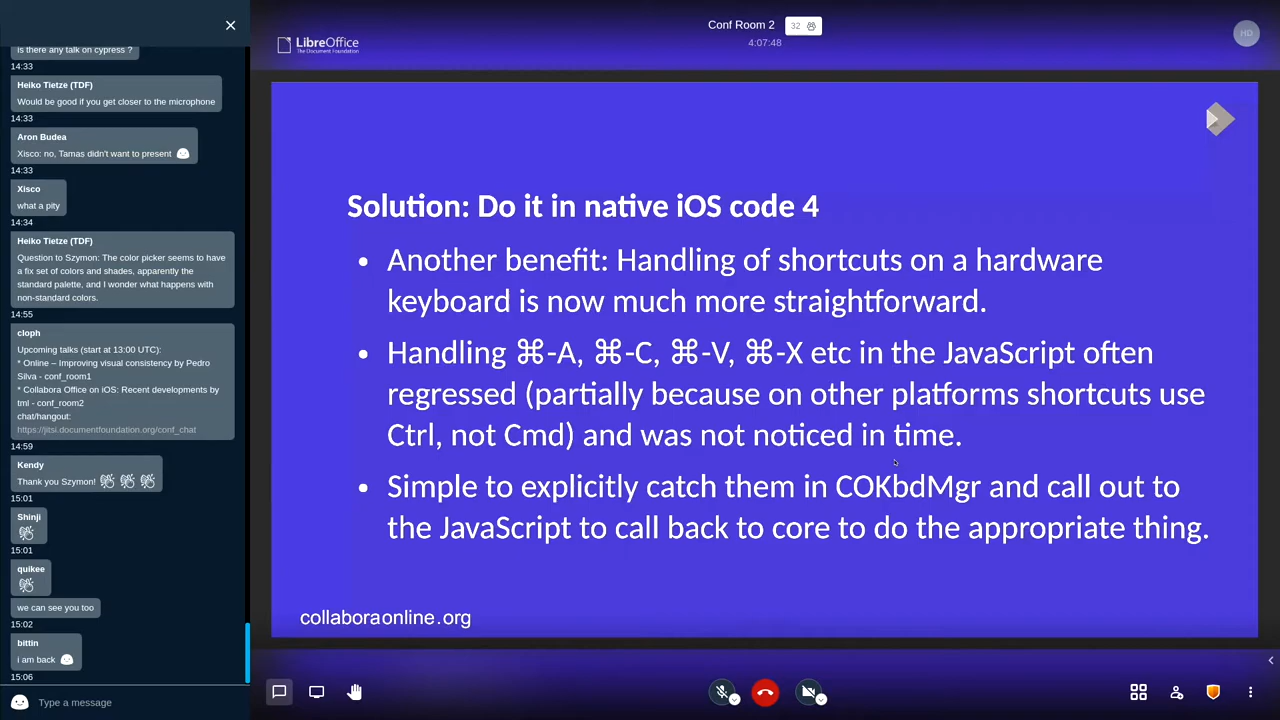 is there any talk on cypress ?
14:33
Heiko Tietze (TDF)
Would be good if you get closer to the microphone
14:33
Aron Budea
Xisco: no, Tamas didn't want to present
14:33
Xisco
what a pity
14:34
Heiko Tietze (TDF)
Question to Szymon: The color picker seems to have
a fix set of colors and shades, apparently the
standard palette, and I wonder what happens with
non-standard colors.
14:55
cloph
Upcoming talks (start at 13:00 UTC):
* Online – Improving visual consistency by Pedro
Silva - conf_room1
* Collabora Office on iOS: Recent developments by
tml - conf_room2
chat/hangout:
https://jitsi.documentfoundation.org/conf_chat
14:59
Kendy
Thank you Szymon!
15:01
Shinji
15:01
quikee
we can see you too
15:02
bittin
i am back
15:06
Type a message
LibreOffice
The Document Foundation
Conf Room 2
32
4:07:48
HD
Solution: Do it in native iOS code 4
• Another benefit: Handling of shortcuts on a hardware
keyboard is now much more straightforward.
• Handling ⌘-A, ⌘-C, ⌘-V, ⌘-X etc in the JavaScript often
regressed (partially because on other platforms shortcuts use
Ctrl, not Cmd) and was not noticed in time.
• Simple to explicitly catch them in COKbdMgr and call out to
the JavaScript to call back to core to do the appropriate thing.
collaboraonline.org